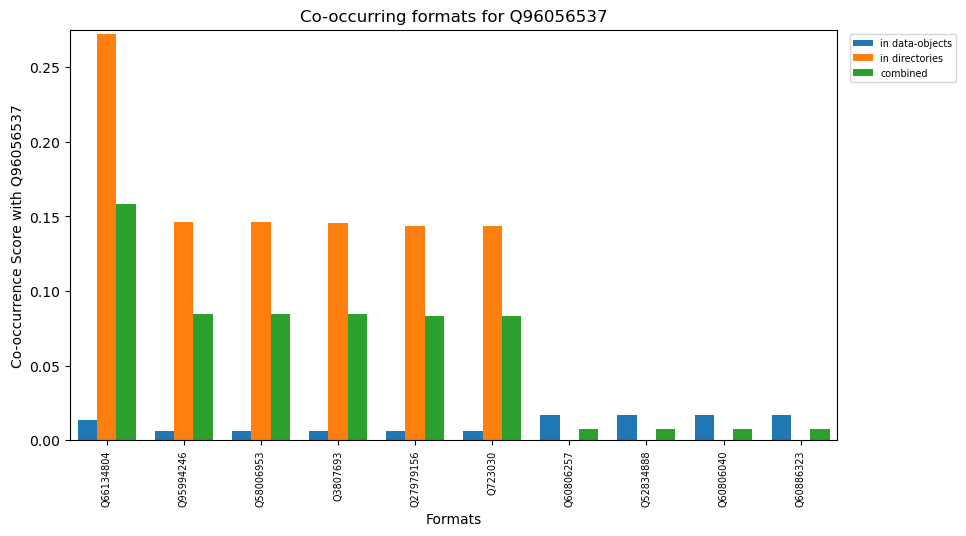 Co-occurring formats for Q96056537
in data-objects
in directories
combined
Co-occurrence Score with Q96056537
0.25
0.20
0.15
0.10
0.05
0.00
Q66134804
Q95994246
Q58006953
Q3807693
Q27979156
Q723030
Q60806257
Q52834888
Q60806040
Q60886323
Formats